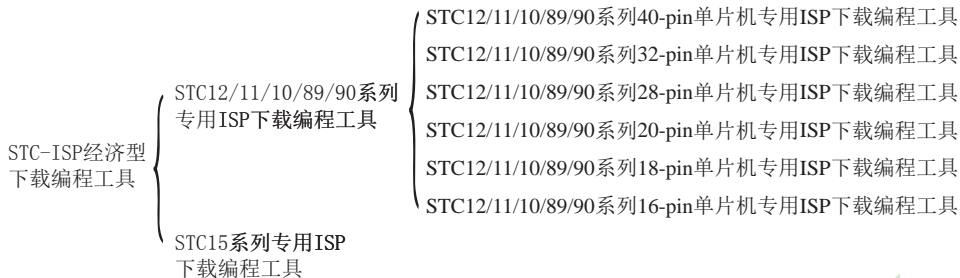 STC12/11/10/89/90系列40-pin单片机专用ISP下载编程工具
STC12/11/10/89/90系列32-pin单片机专用ISP下载编程工具
STC12/11/10/89/90系列
专用ISP下载编程工具
STC12/11/10/89/90系列28-pin单片机专用ISP下载编程工具
STC12/11/10/89/90系列20-pin单片机专用ISP下载编程工具
STC-ISP经济型
下载编程工具
STC12/11/10/89/90系列18-pin单片机专用ISP下载编程工具
STC12/11/10/89/90系列16-pin单片机专用ISP下载编程工具
STC15系列专用ISP
下载编程工具